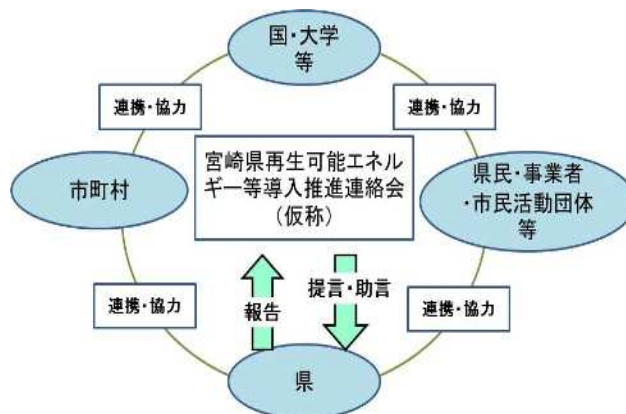 国・大学
等
連携・協力
連携・協力
宮崎県再生可能エネル
ギー等導入推進連絡会
(仮称)
市町村
県民・事業者
・市民活動団体
等
連携・協力
報告
提言・助言
連携・協力
県